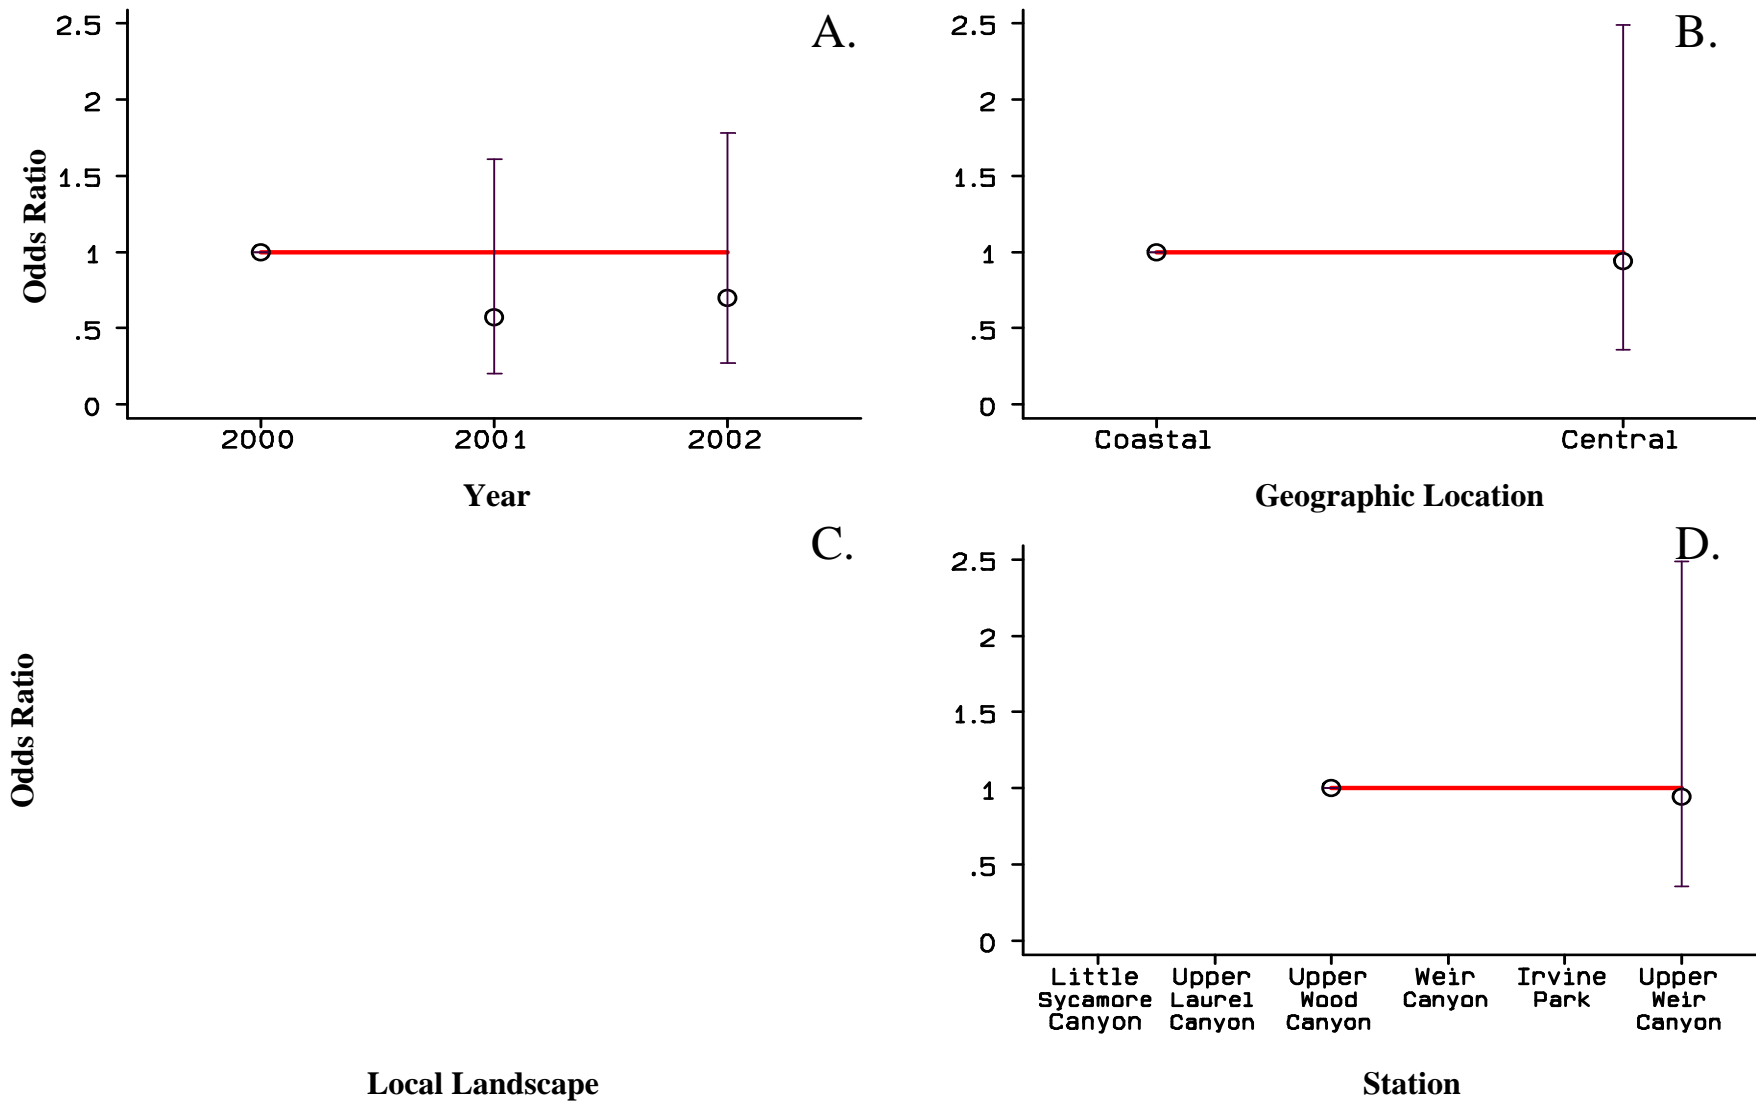 A.
2.5
2
1.5
1
.5
0
Odds Ratio
2000 2001 2002
Year
B.
2.5
2
1.5
1
.5
0
Coastal Central
Geographic Location
C.
Odds Ratio
Local Landscape
D.
2.5
2
1.5
1
.5
0
Little Upper Upper Weir Irvine Upper
Sycamore Laurel Wood Canyon Park Weir
Canyon Canyon Canyon Canyon
Station